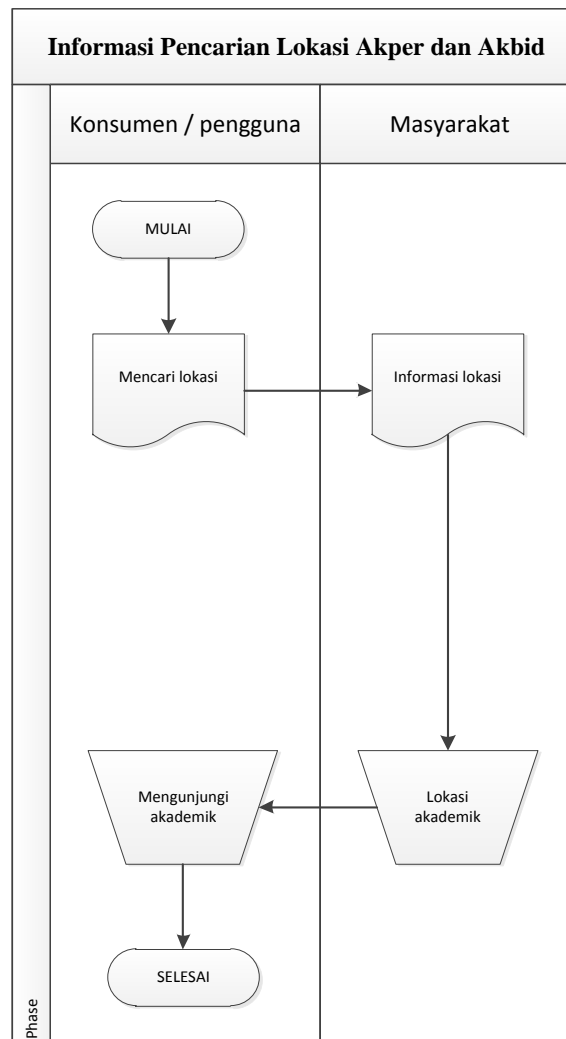 Informasi Pencarian Lokasi Akper dan Akbid
Konsumen / pengguna
Masyarakat
MULAI
Mencari lokasi
Informasi lokasi
Mengunjungi
akademik
Lokasi
akademik
SELESAI
Phase